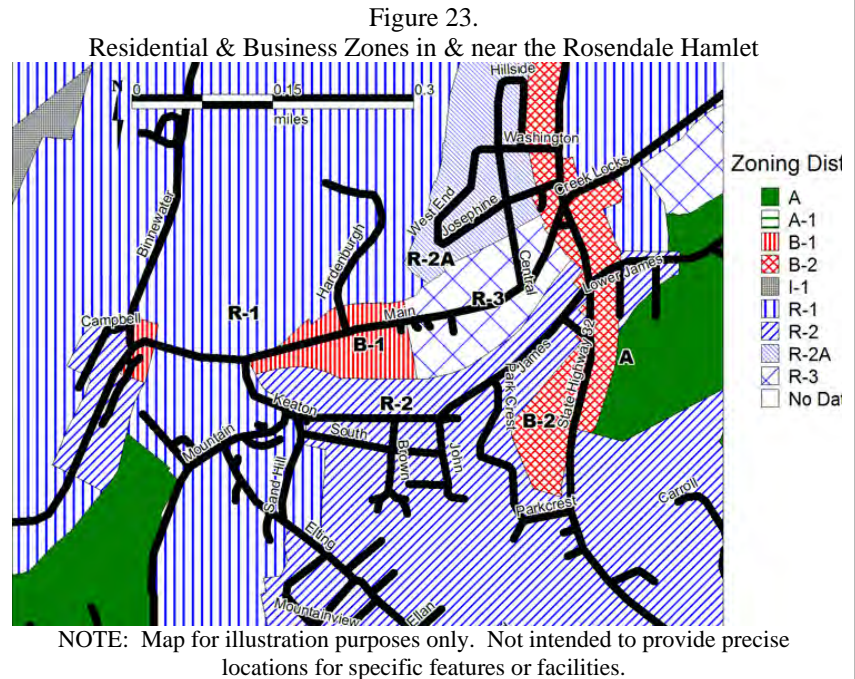 Figure 23.
Residential & Business Zones in & near the Rosendale Hamlet
N
0 0.15 0.3
miles
Hillside
Washington
Creek Locks
West End
Josephine
Binnewater
Hardenburgh
R-2A
Central
Lower James
R-3
Campbell
R-1
Main
B-1
James
State Highway 32
A
Park Crest
Keaton
R-2
B-2
Mountain
South
Brown
John
Sand Hill
Carroll
Parkcrest
Elting
Mountainview
Ellan
Zoning Dist
A
A-1
B-1
B-2
I-1
R-1
R-2
R-2A
R-3
No Dat
NOTE: Map for illustration purposes only. Not intended to provide precise
locations for specific features or facilities.